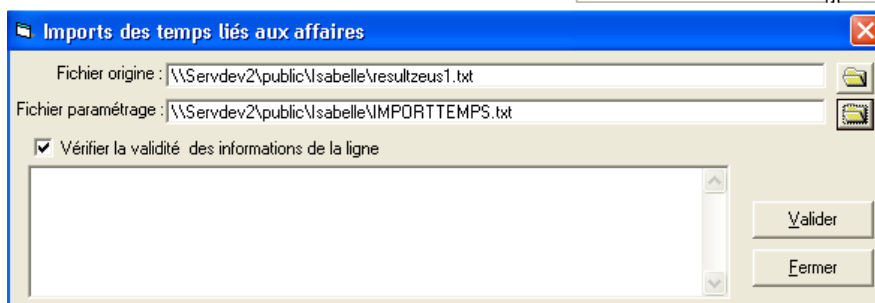 Imports des temps liés aux affaires
Fichier origine : \\Servdev2\public\Isabelle\resultzeus1.txt
Fichier paramétrage : \\Servdev2\public\Isabelle\IMPORTTEMPS.txt
Vérifier la validité des informations de la ligne
Valider
Fermer